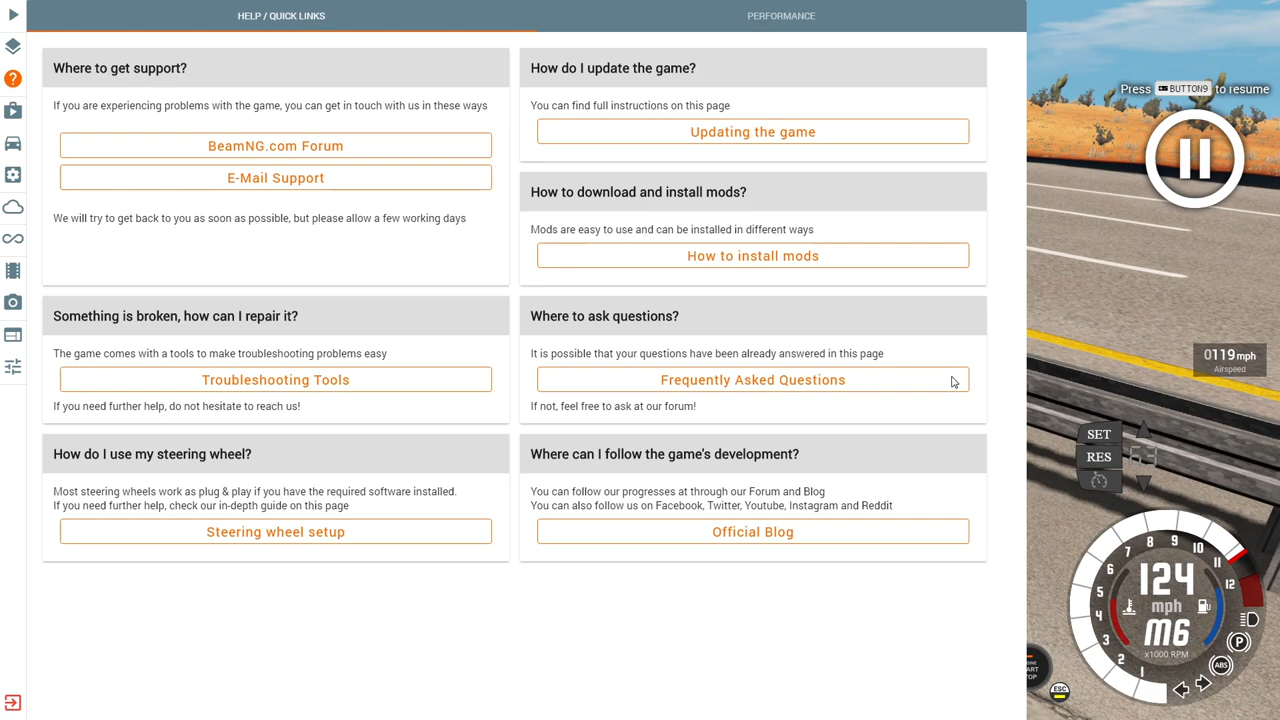 HELP / QUICK LINKS
PERFORMANCE
Where to get support?
If you are experiencing problems with the game, you can get in touch with us in these ways
BeamNG.com Forum
E-Mail Support
We will try to get back to you as soon as possible, but please allow a few working days
How do I update the game?
You can find full instructions on this page
Updating the game
How to download and install mods?
Mods are easy to use and can be installed in different ways
How to install mods
Something is broken, how can I repair it?
The game comes with a tools to make troubleshooting problems easy
Troubleshooting Tools
If you need further help, do not hesitate to reach us!
Where to ask questions?
It is possible that your questions have been already answered in this page
Frequently Asked Questions
If not, feel free to ask at our forum!
How do I use my steering wheel?
Most steering wheels work as plug & play if you have the required software installed.
If you need further help, check our in-depth guide on this page
Steering wheel setup
Where can I follow the game's development?
You can follow our progresses at through our Forum and Blog
You can also follow us on Facebook, Twitter, Youtube, Instagram and Reddit
Official Blog
Press BUTTON9 to resume
0119 mph
Airspeed
SET
RES
1
2
3
4
5
6
7
8
9
10
11
12
124
mph
M6
x1000 RPM
P
ABS
ESC